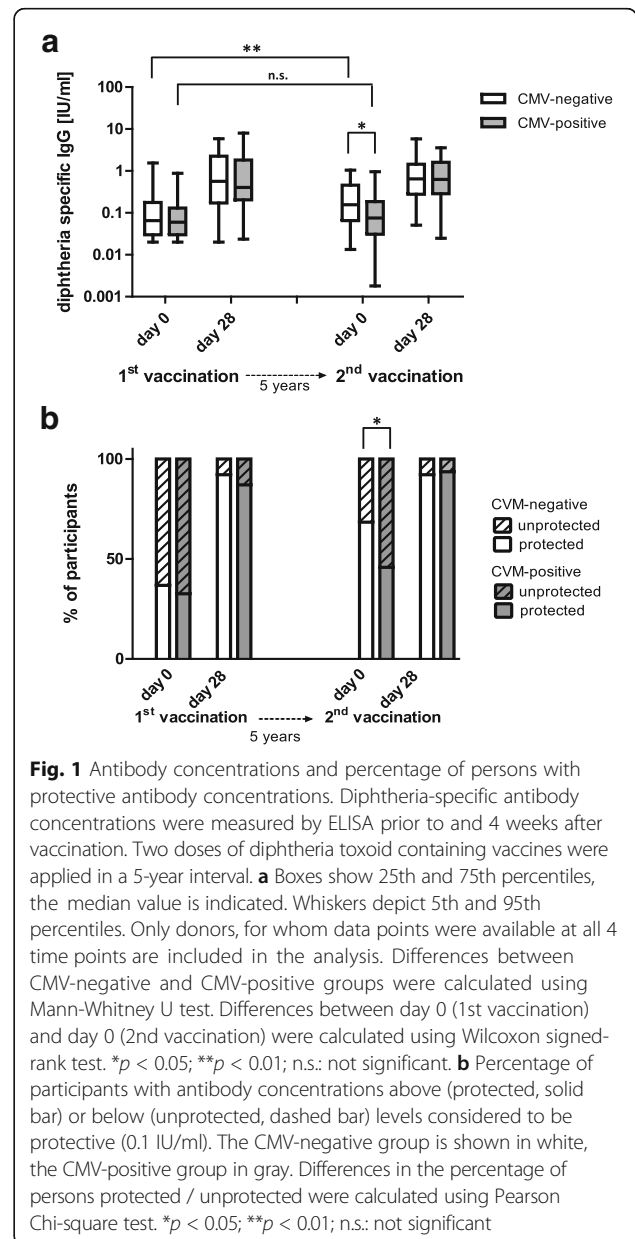 a
**
n.s.
diphtheria specific IgG [IU/ml]
100
10
1
0.1
0.01
0.001
*
CMV-negative
CMV-positive
day 0
day 28
day 0
day 28
1st vaccination
5 years
2nd vaccination
b
*
% of participants
100
50
0
CVM-negative
unprotected
protected
CVM-positive
unprotected
protected
day 0
day 28
day 0
day 28
1st vaccination
5 years
2nd vaccination
Fig. 1 Antibody concentrations and percentage of persons with
protective antibody concentrations. Diphtheria-specific antibody
concentrations were measured by ELISA prior to and 4 weeks after
vaccination. Two doses of diphtheria toxoid containing vaccines were
applied in a 5-year interval. a Boxes show 25th and 75th percentiles,
the median value is indicated. Whiskers depict 5th and 95th
percentiles. Only donors, for whom data points were available at all 4
time points are included in the analysis. Differences between
CMV-negative and CMV-positive groups were calculated using
Mann-Whitney U test. Differences between day 0 (1st vaccination)
and day 0 (2nd vaccination) were calculated using Wilcoxon signed-
rank test. *p < 0.05; **p < 0.01; n.s.: not significant. b Percentage of
participants with antibody concentrations above (protected, solid
bar) or below (unprotected, dashed bar) levels considered to be
protective (0.1 IU/ml). The CMV-negative group is shown in white,
the CMV-positive group in gray. Differences in the percentage of
persons protected / unprotected were calculated using Pearson
Chi-square test. *p < 0.05; **p < 0.01; n.s.: not significant